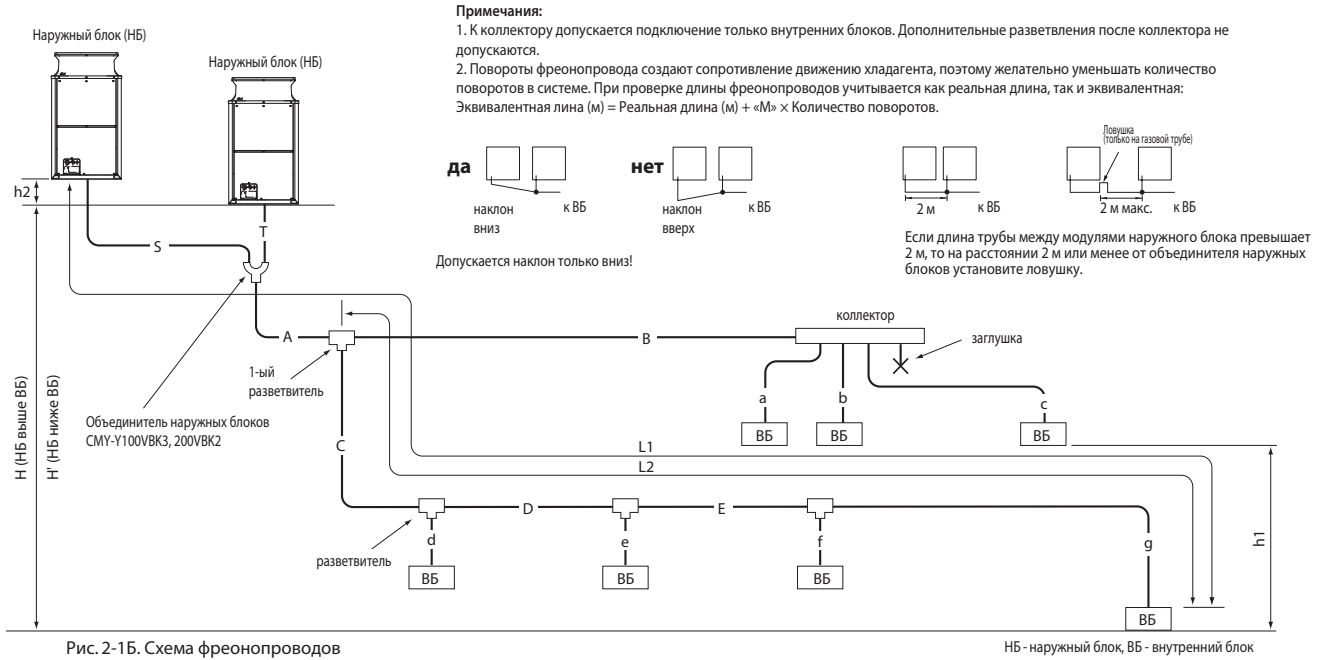 Примечания:
1. К коллектору допускается подключение только внутренних блоков. Дополнительные разветвления после коллектора не
допускаются.
2. Повороты фреонопровода создают сопротивление движению хладагента, поэтому желательно уменьшать количество
поворотов в системе. При проверке длины фреонопроводов учитывается как реальная длина, так и эквивалентная:
Эквивалентная лина (м) = Реальная длина (м) + «М» × Количество поворотов.
Наружный блок (НБ)
Наружный блок (НБ)
да
наклон
вниз
к ВБ
нет
наклон
вверх
к ВБ
2 м
к ВБ
Ловушка
(только на газовой трубе)
2 м макс.
к ВБ
Допускается наклон только вниз!
Если длина трубы между модулями наружного блока превышает
2 м, то на расстоянии 2 м или менее от объединителя наружных
блоков установите ловушку.
h2
S
T
A
B
коллектор
заглушка
1-ый
разветвитель
Объединитель наружных блоков
CMY-Y100VBK3, 200VBK2
H (НБ выше ВБ)
H' (НБ ниже ВБ)
a
b
c
ВБ
ВБ
ВБ
C
L1
L2
D
E
d
e
f
g
h1
разветвитель
ВБ
ВБ
ВБ
ВБ
Рис. 2-1Б. Схема фреонопроводов
НБ - наружный блок, ВБ - внутренний блок